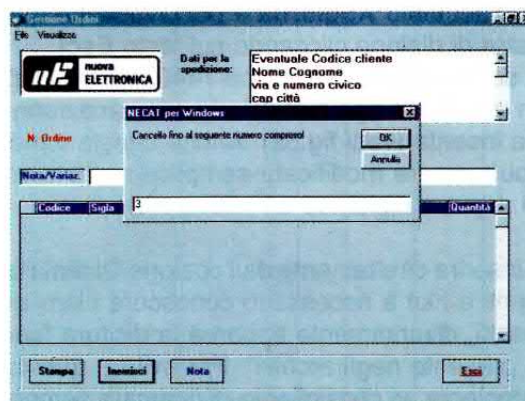 Gestione Ordini
File Visualizza
nE nuova ELETTRONICA
Dati per la spedizione:
Eventuale Codice cliente
Nome Cognome
via e numero civico
cap città
NECAT per Windows
Cancella fino al seguente numero compreso!
OK
Annulla
3
N. Ordine
Nota/Variaz.
Codice Sigla Quantità
Stampa Inserisci Nota Esci